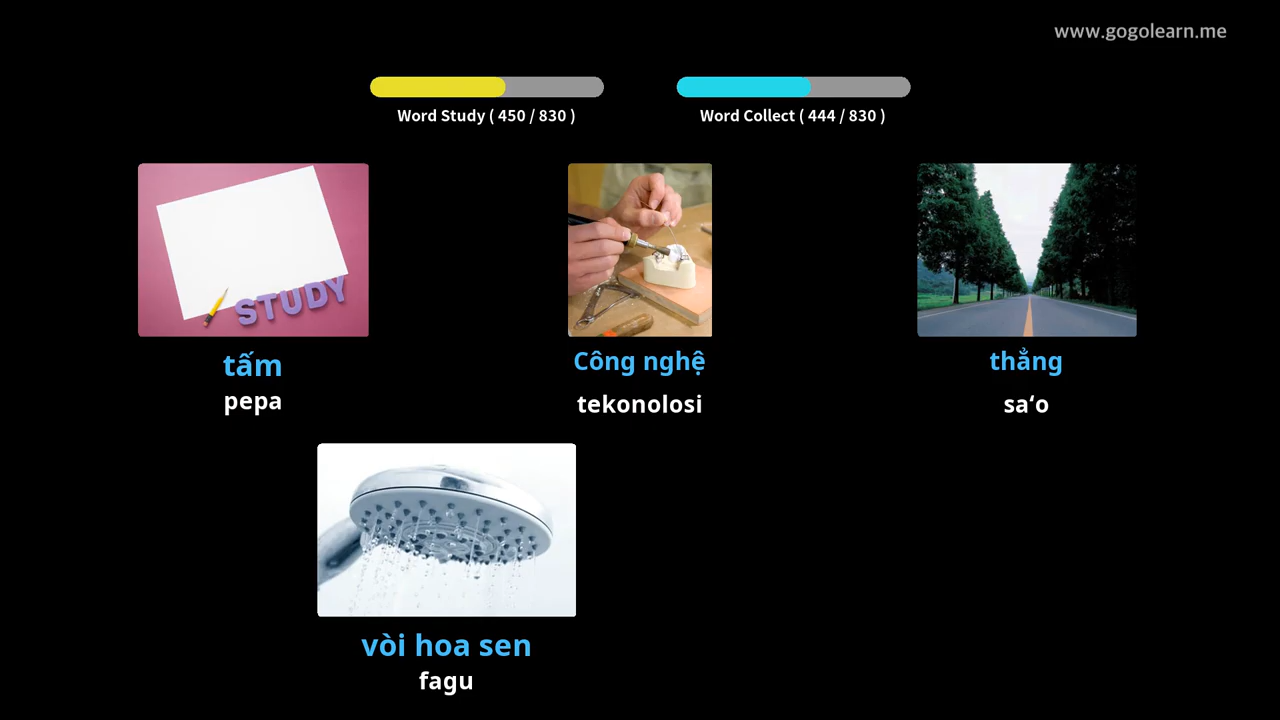 www.gogolearn.me
Word Study ( 450 / 830 )
Word Collect ( 444 / 830 )
STUDY
tấm
pepa
Công nghệ
tekonolosi
thẳng
saʻo
vòi hoa sen
fagu